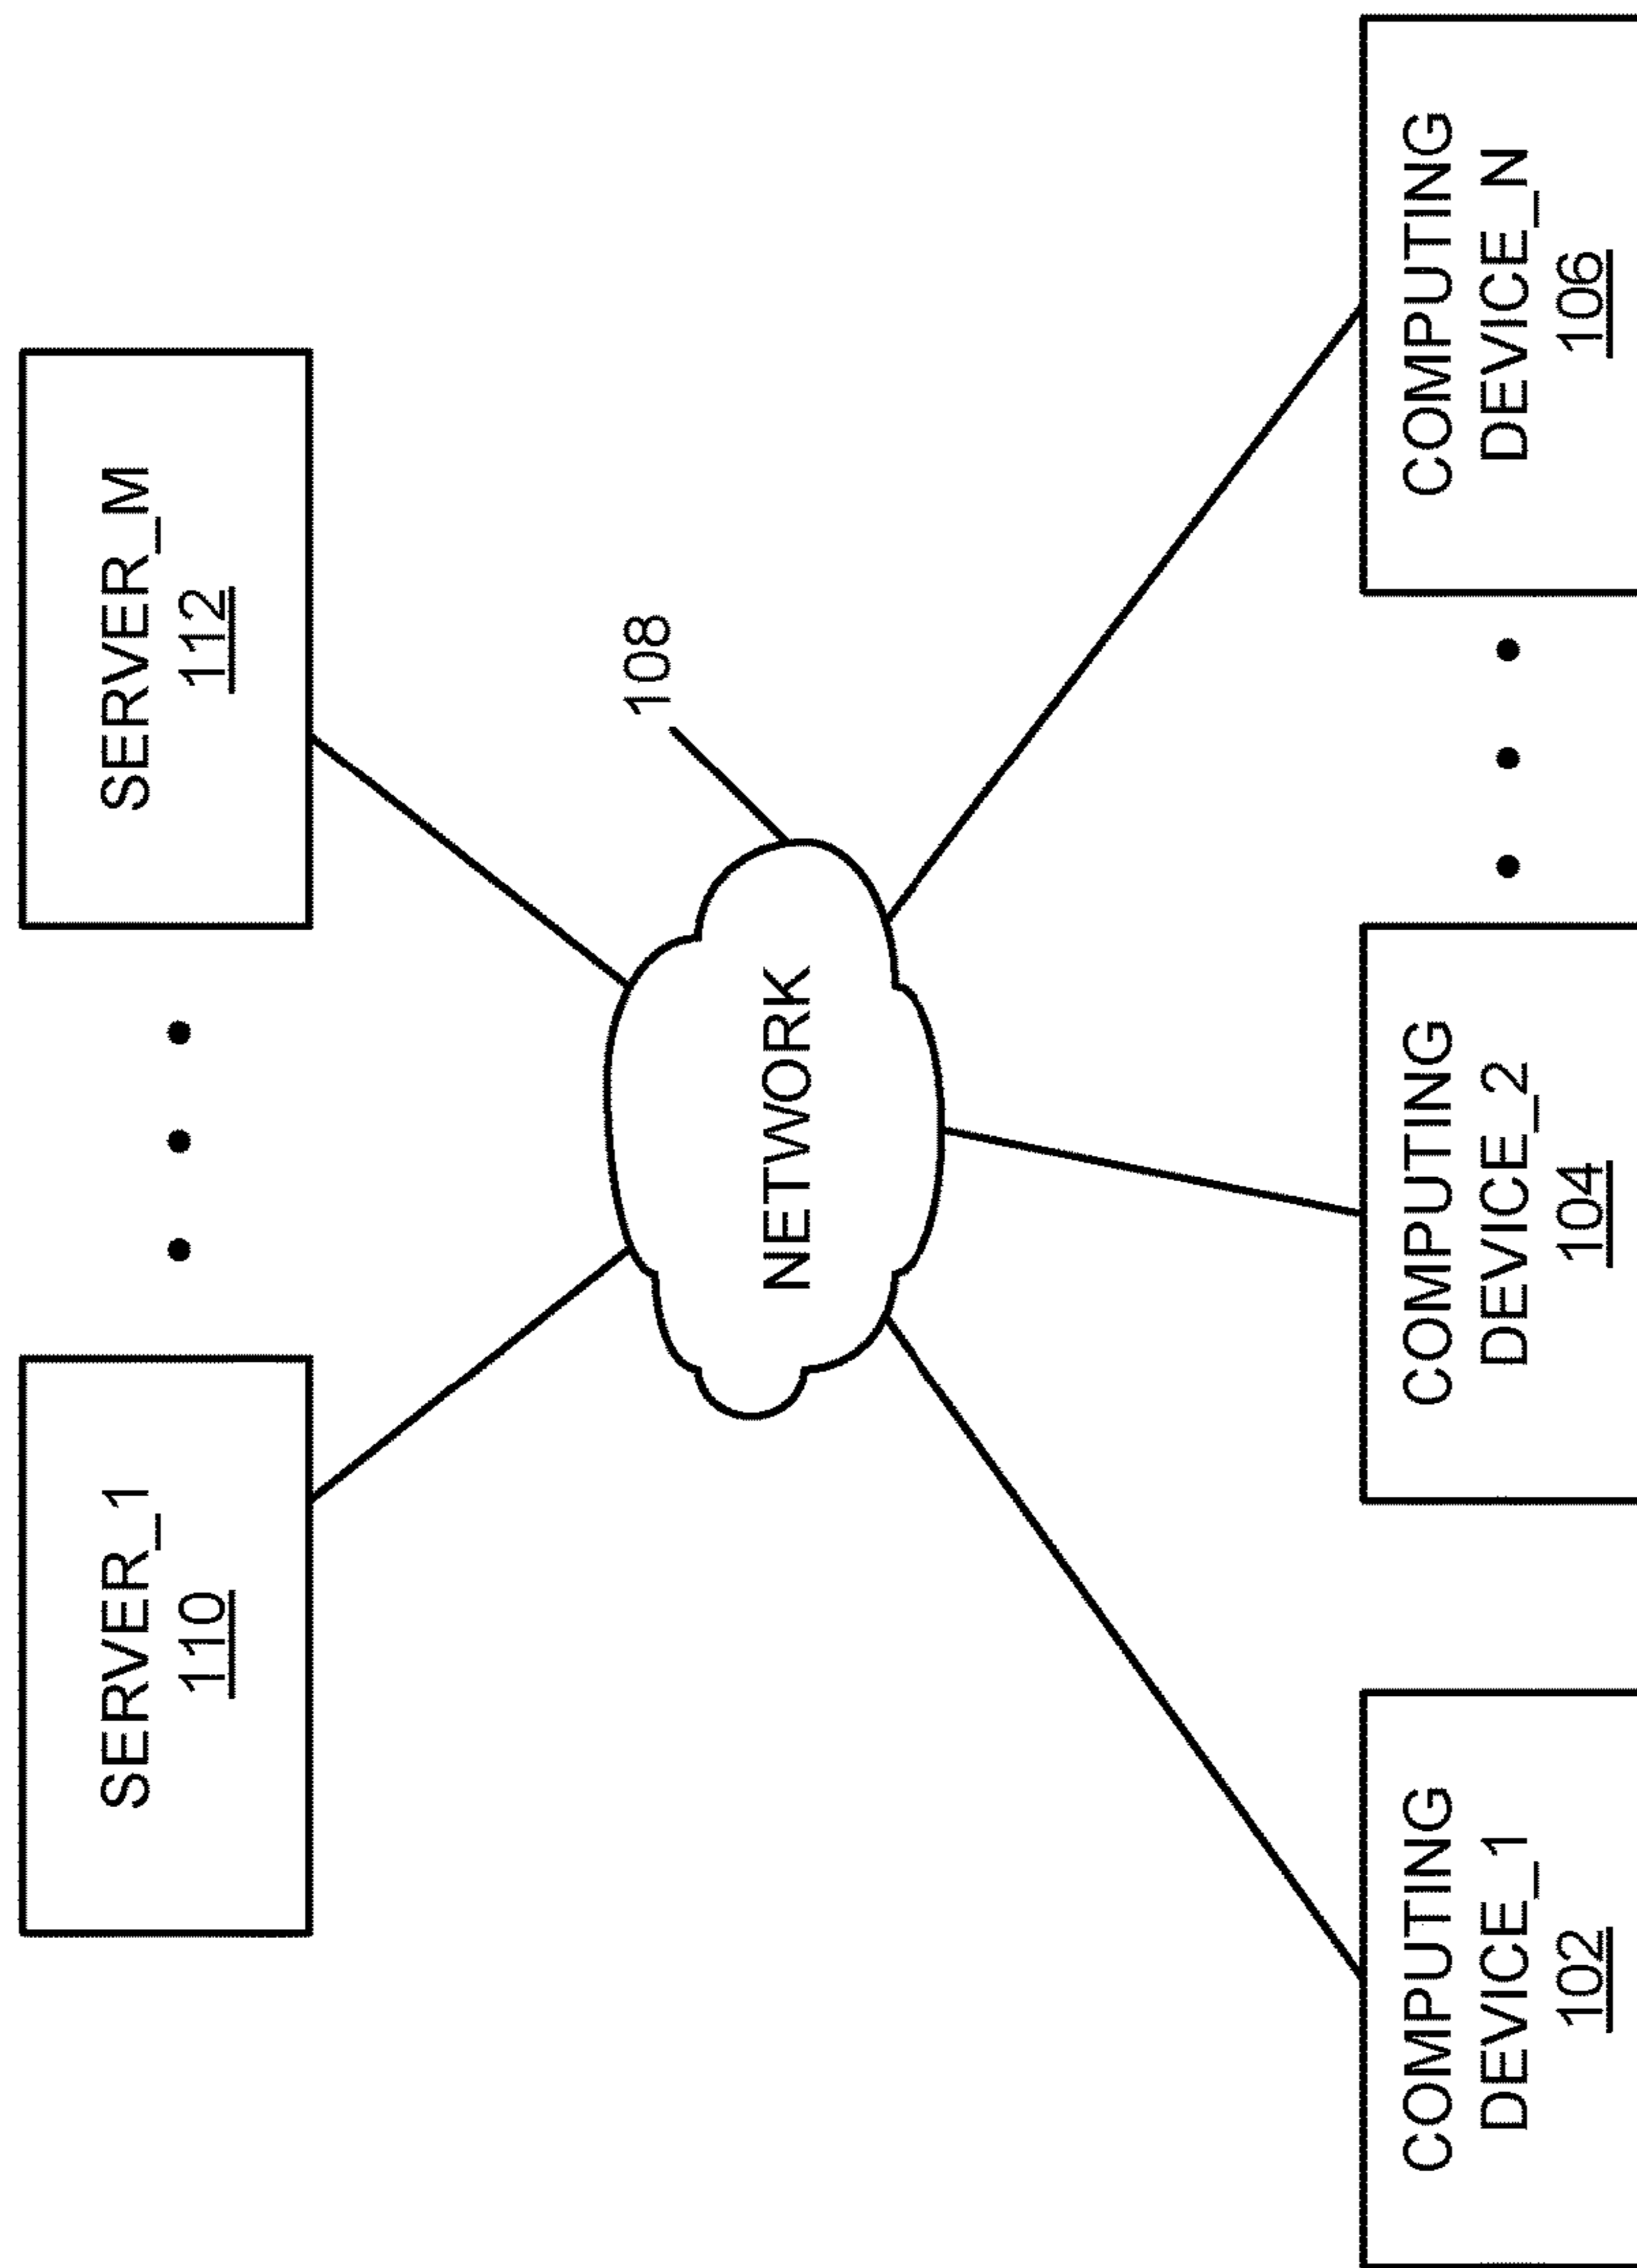 SERVER_1
110
SERVER_M
112
108
NETWORK
COMPUTING
DEVICE_1
102
COMPUTING
DEVICE_2
104
COMPUTING
DEVICE_N
106